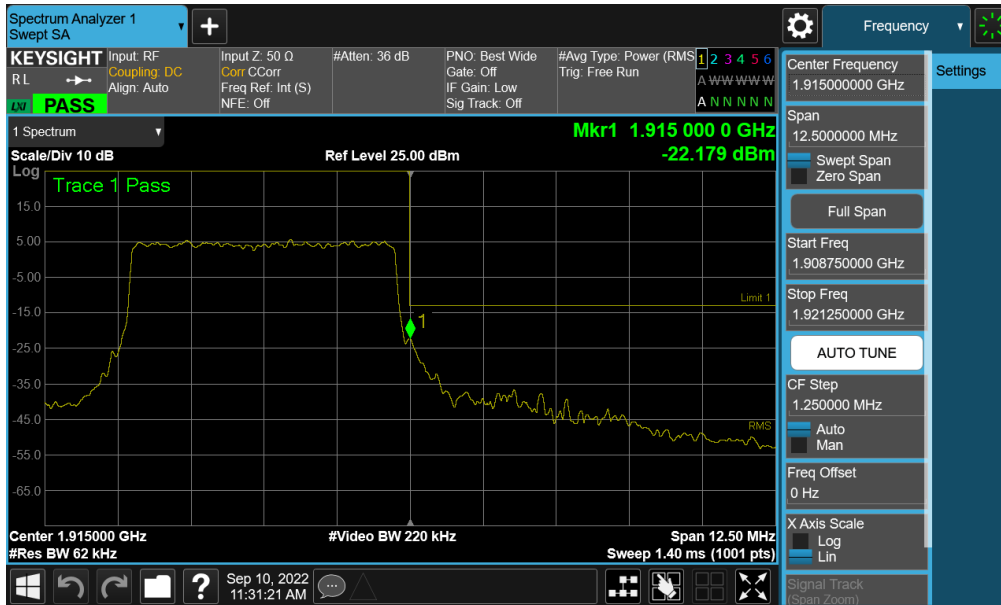 Spectrum Analyzer 1
Swept SA
Frequency
KEYSIGHT
RL
LXI
PASS
Input: RF
Coupling: DC
Align: Auto
Input Z: 50 Ω
Corr CCorr
Freq Ref: Int (S)
NFE: Off
#Atten: 36 dB
PNO: Best Wide
Gate: Off
IF Gain: Low
Sig Track: Off
#Avg Type: Power (RMS
Trig: Free Run
1 2 3 4 5 6
A W W W W W
A N N N N N
1 Spectrum
Mkr1 1.915 000 0 GHz
Scale/Div 10 dB
Ref Level 25.00 dBm
-22.179 dBm
Log
Trace 1 Pass
15.0
5.00
-5.00
Limit 1
-15.0
1
-25.0
-35.0
-45.0
RMS
-55.0
-65.0
Center 1.915000 GHz
#Video BW 220 kHz
Span 12.50 MHz
#Res BW 62 kHz
Sweep 1.40 ms (1001 pts)
?
Sep 10, 2022
11:31:21 AM
Center Frequency
1.915000000 GHz
Settings
Span
12.5000000 MHz
Swept Span
Zero Span
Full Span
Start Freq
1.908750000 GHz
Stop Freq
1.921250000 GHz
AUTO TUNE
CF Step
1.250000 MHz
Auto
Man
Freq Offset
0 Hz
X Axis Scale
Log
Lin
Signal Track
(Span Zoom)